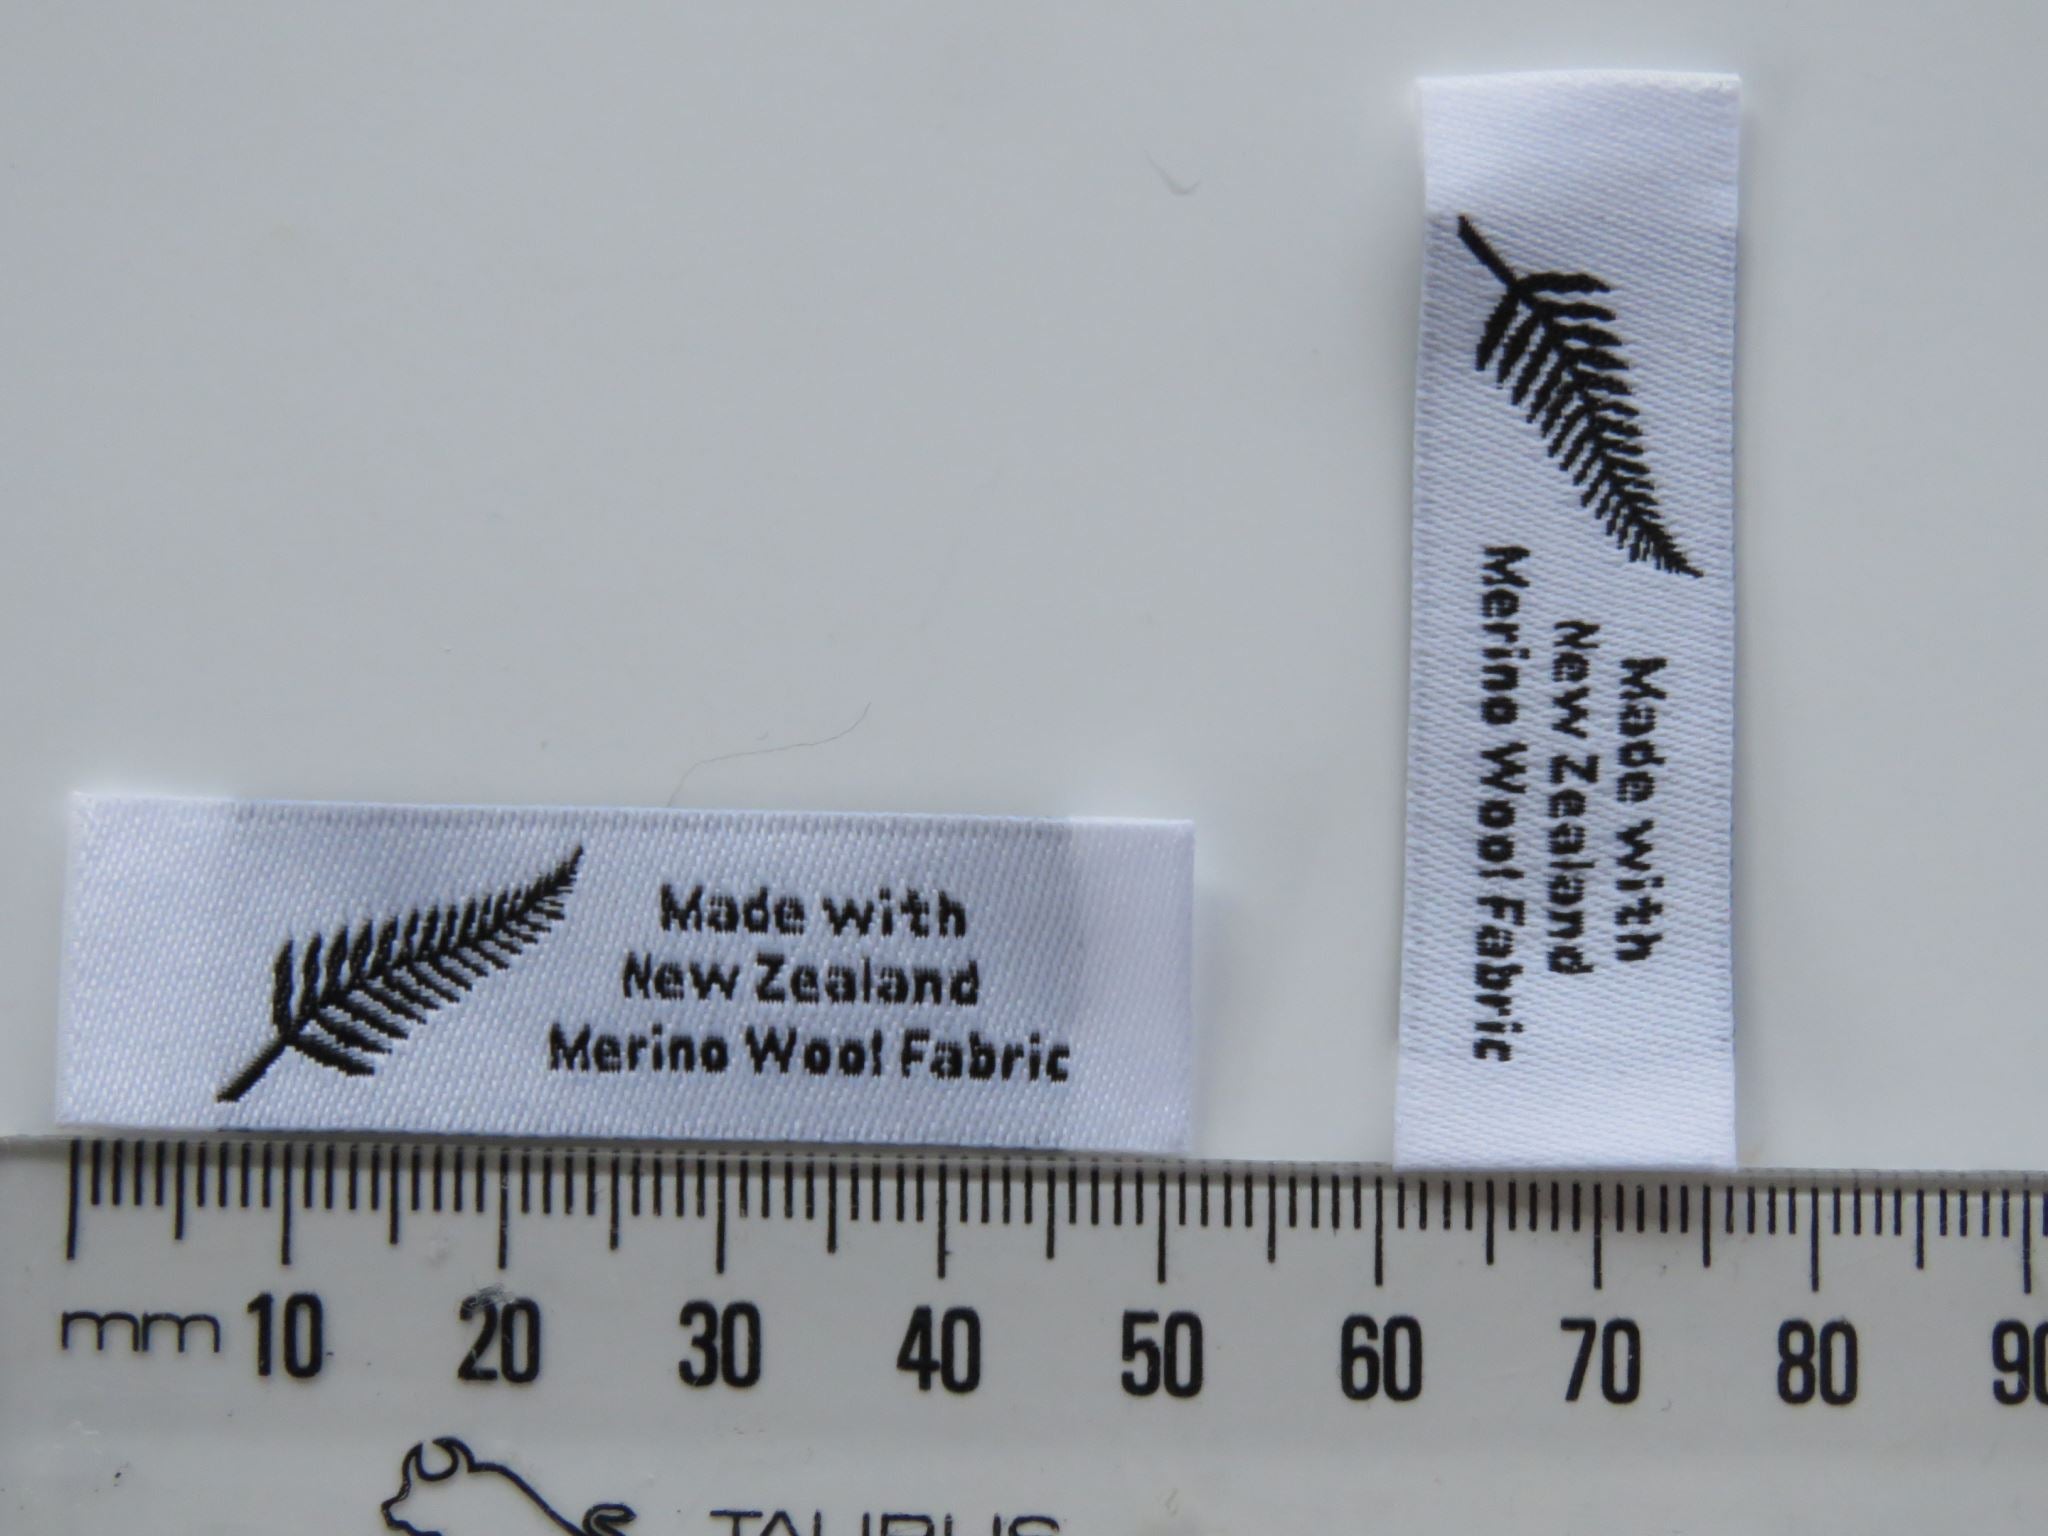 Made with
New Zealand
Merino Wool Fabric
Made with
New Zealand
Merino Wool Fabric
mm 10 20 30 40 50 60 70 80 90
TAURUS